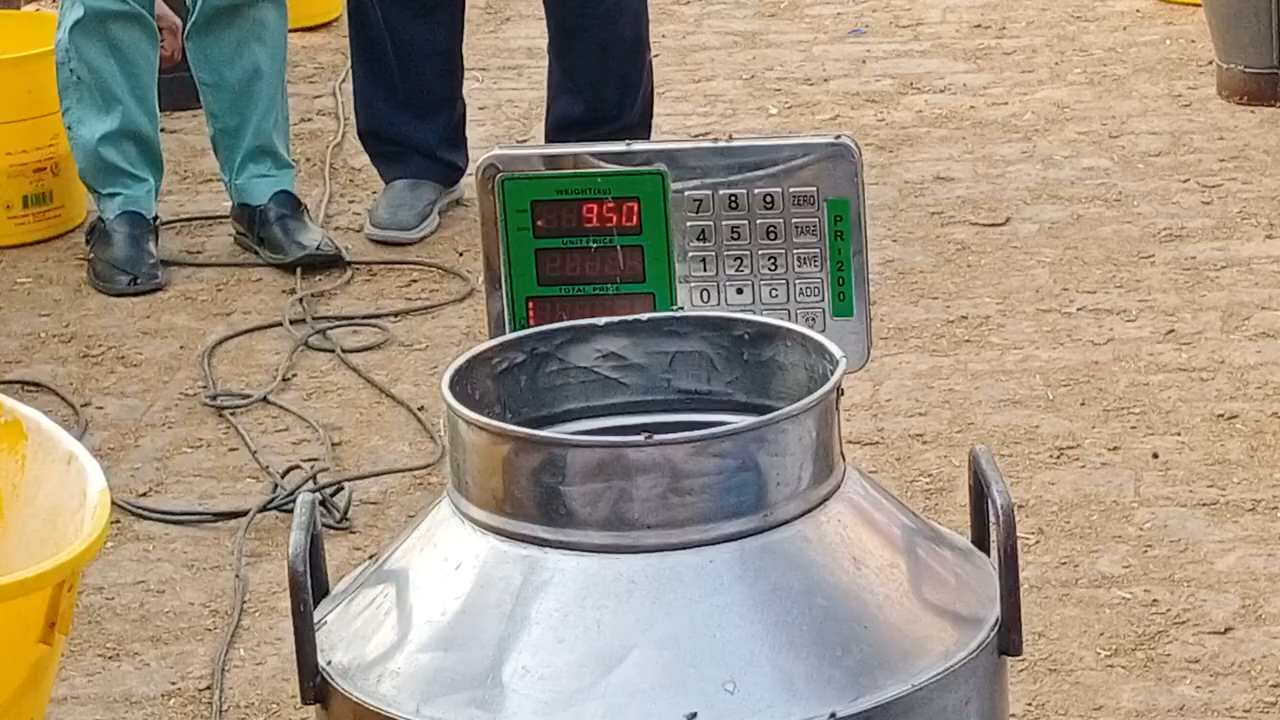 WEIGHT(kg)
9.50
UNIT PRICE
TOTAL PRICE
7 8 9 ZERO
4 5 6 TARE
1 2 3 SAVE
0 • C ADD
PRI200